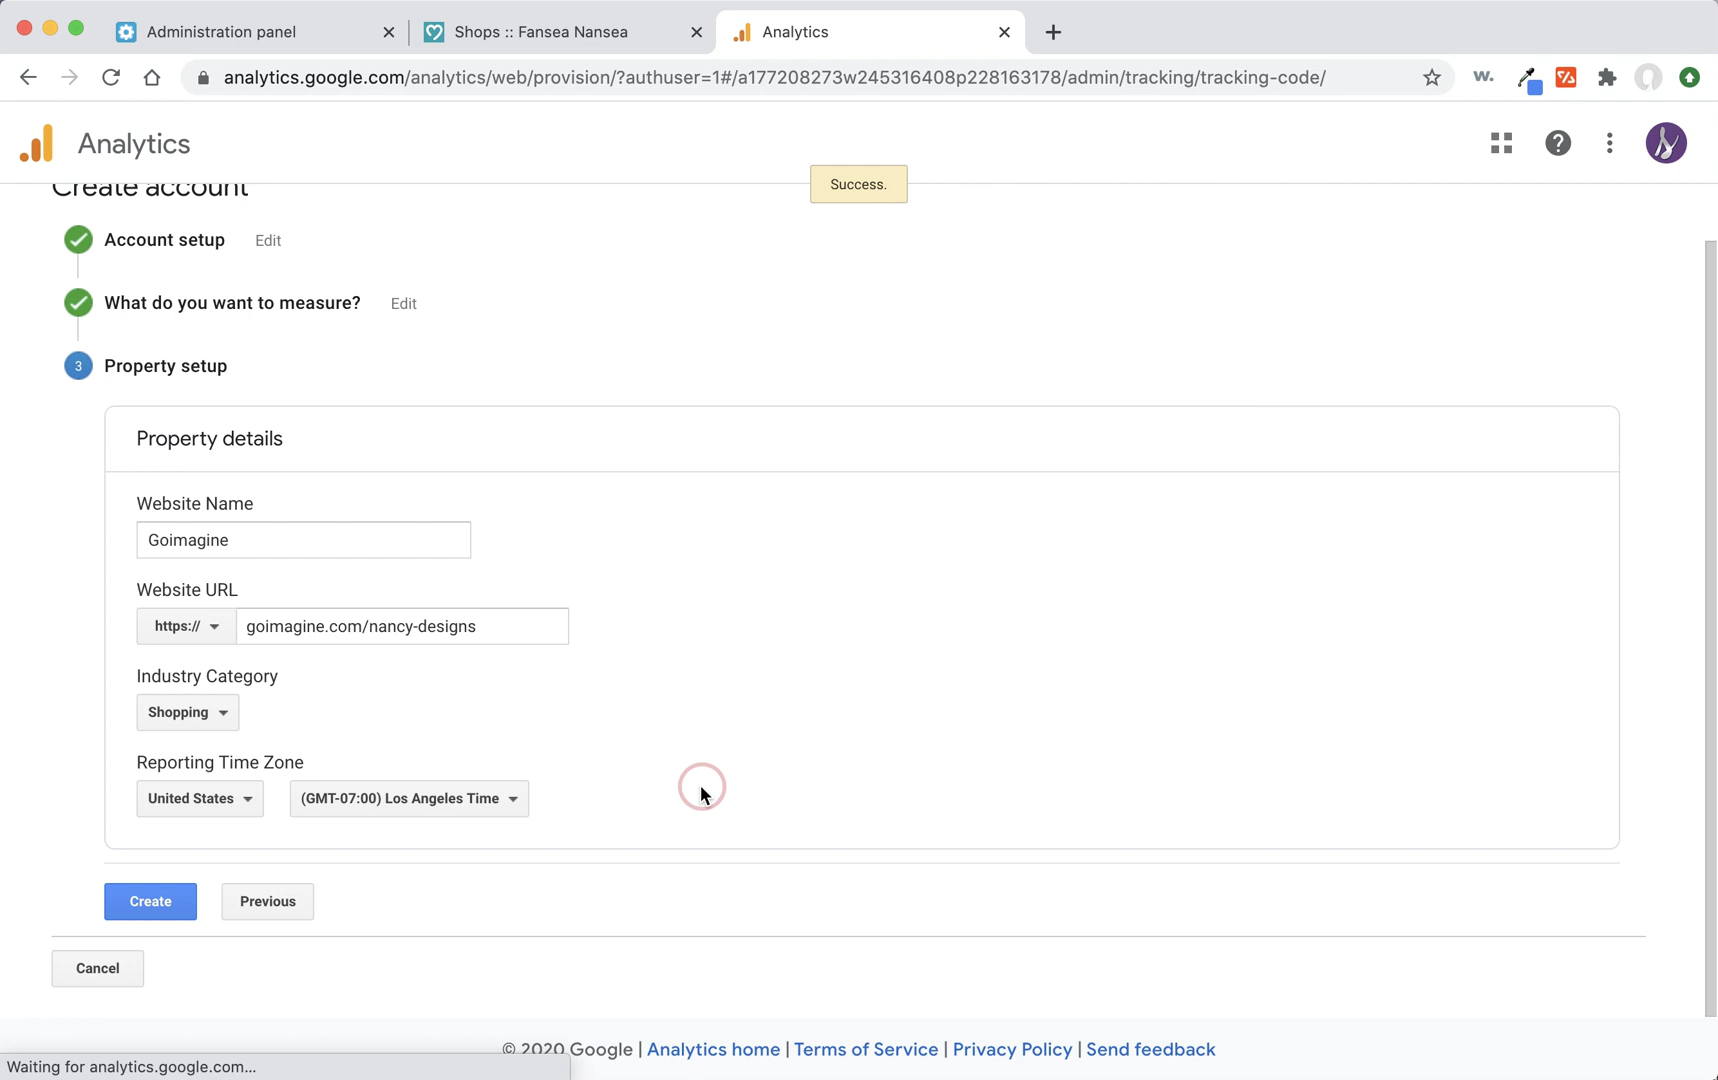 Administration panel
Shops :: Fansea Nansea
Analytics
analytics.google.com/analytics/web/provision/?authuser=1#/a177208273w245316408p228163178/admin/tracking/tracking-code/
w.
Analytics
Success.
Create account
Account setup Edit
What do you want to measure? Edit
3 Property setup
Property details
Website Name
Goimagine
Website URL
https:// goimagine.com/nancy-designs
Industry Category
Shopping
Reporting Time Zone
United States (GMT-07:00) Los Angeles Time
Create Previous
Cancel
© 2020 Google | Analytics home | Terms of Service | Privacy Policy | Send feedback
Waiting for analytics.google.com...